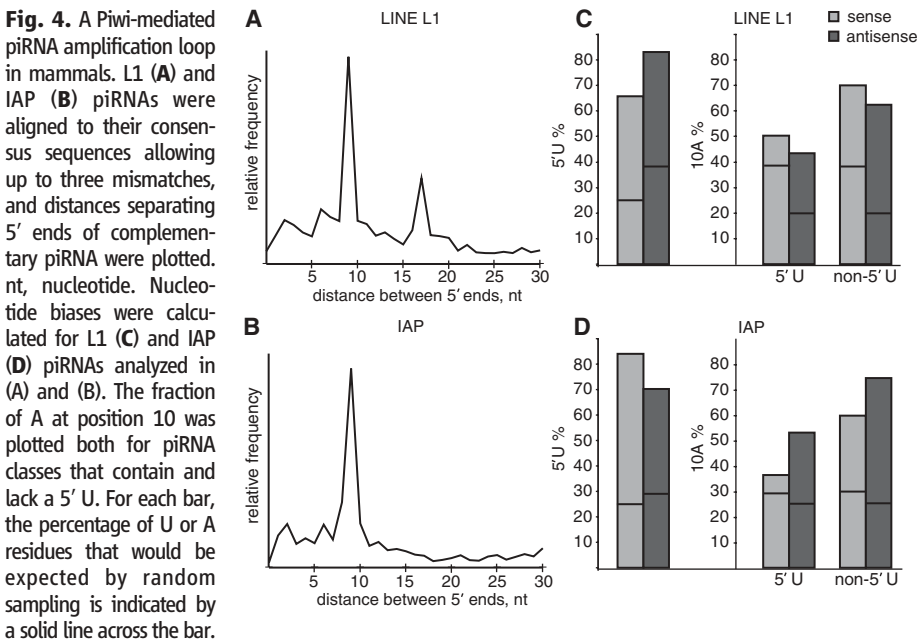 Fig. 4. A Piwi-mediated
piRNA amplification loop
in mammals. L1 (A) and
IAP (B) piRNAs were
aligned to their consen-
sus sequences allowing
up to three mismatches,
and distances separating
5′ ends of complemen-
tary piRNA were plotted.
nt, nucleotide. Nucleo-
tide biases were calcu-
lated for L1 (C) and IAP
(D) piRNAs analyzed in
(A) and (B). The fraction
of A at position 10 was
plotted both for piRNA
classes that contain and
lack a 5′ U. For each bar,
the percentage of U or A
residues that would be
expected by random
sampling is indicated by
a solid line across the bar.
A
LINE L1
relative frequency
5 10 15 20 25 30
distance between 5′ ends, nt
B
IAP
relative frequency
5 10 15 20 25 30
distance between 5′ ends, nt
C
LINE L1
sense
antisense
5′U %
80
70
60
50
40
30
20
10
10A %
80
70
60
50
40
30
20
10
5′ U non-5′ U
D
IAP
5′U %
80
70
60
50
40
30
20
10
10A %
80
70
60
50
40
30
20
10
5′ U non-5′ U